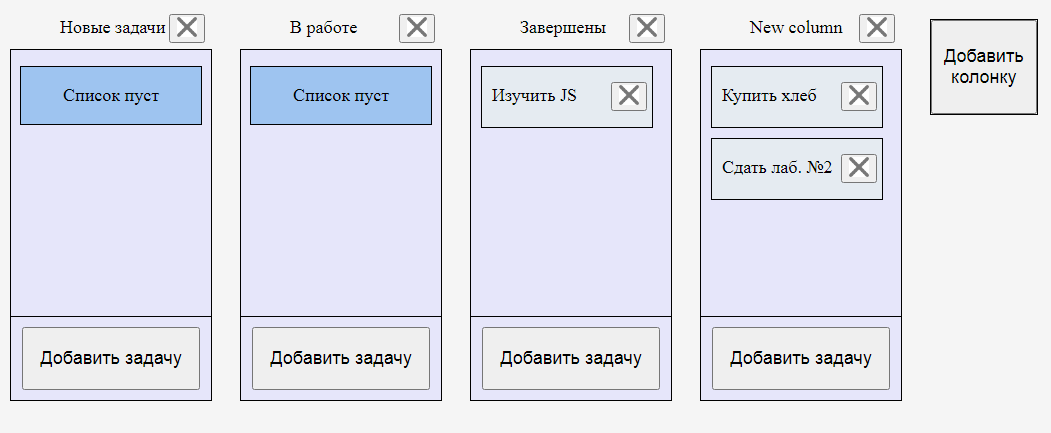 Новые задачи
В работе
Завершены
New column
Добавить
колонку
Список пуст
Список пуст
Изучить JS
Купить хлеб
Сдать лаб. №2
Добавить задачу
Добавить задачу
Добавить задачу
Добавить задачу